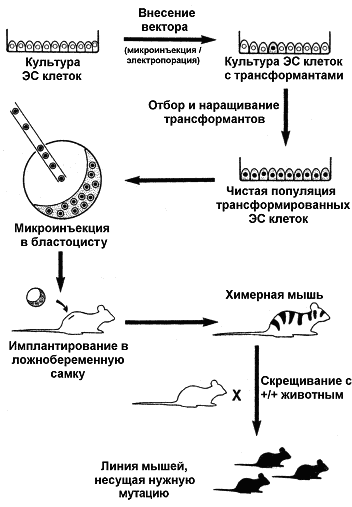 Внесение
вектора
(микроинъекция /
электропорация)
Культура
ЭС клеток
Культура ЭС клеток
с трансформантами
Отбор и наращивание
трансформантов
Чистая популяция
трансформированных
ЭС клеток
Микроинъекция
в бластоцисту
Имплантирование в
ложнобеременную
самку
Химерная мышь
X
Скрещивание с
+/+ животным
Линия мышей,
несущая нужную
мутацию